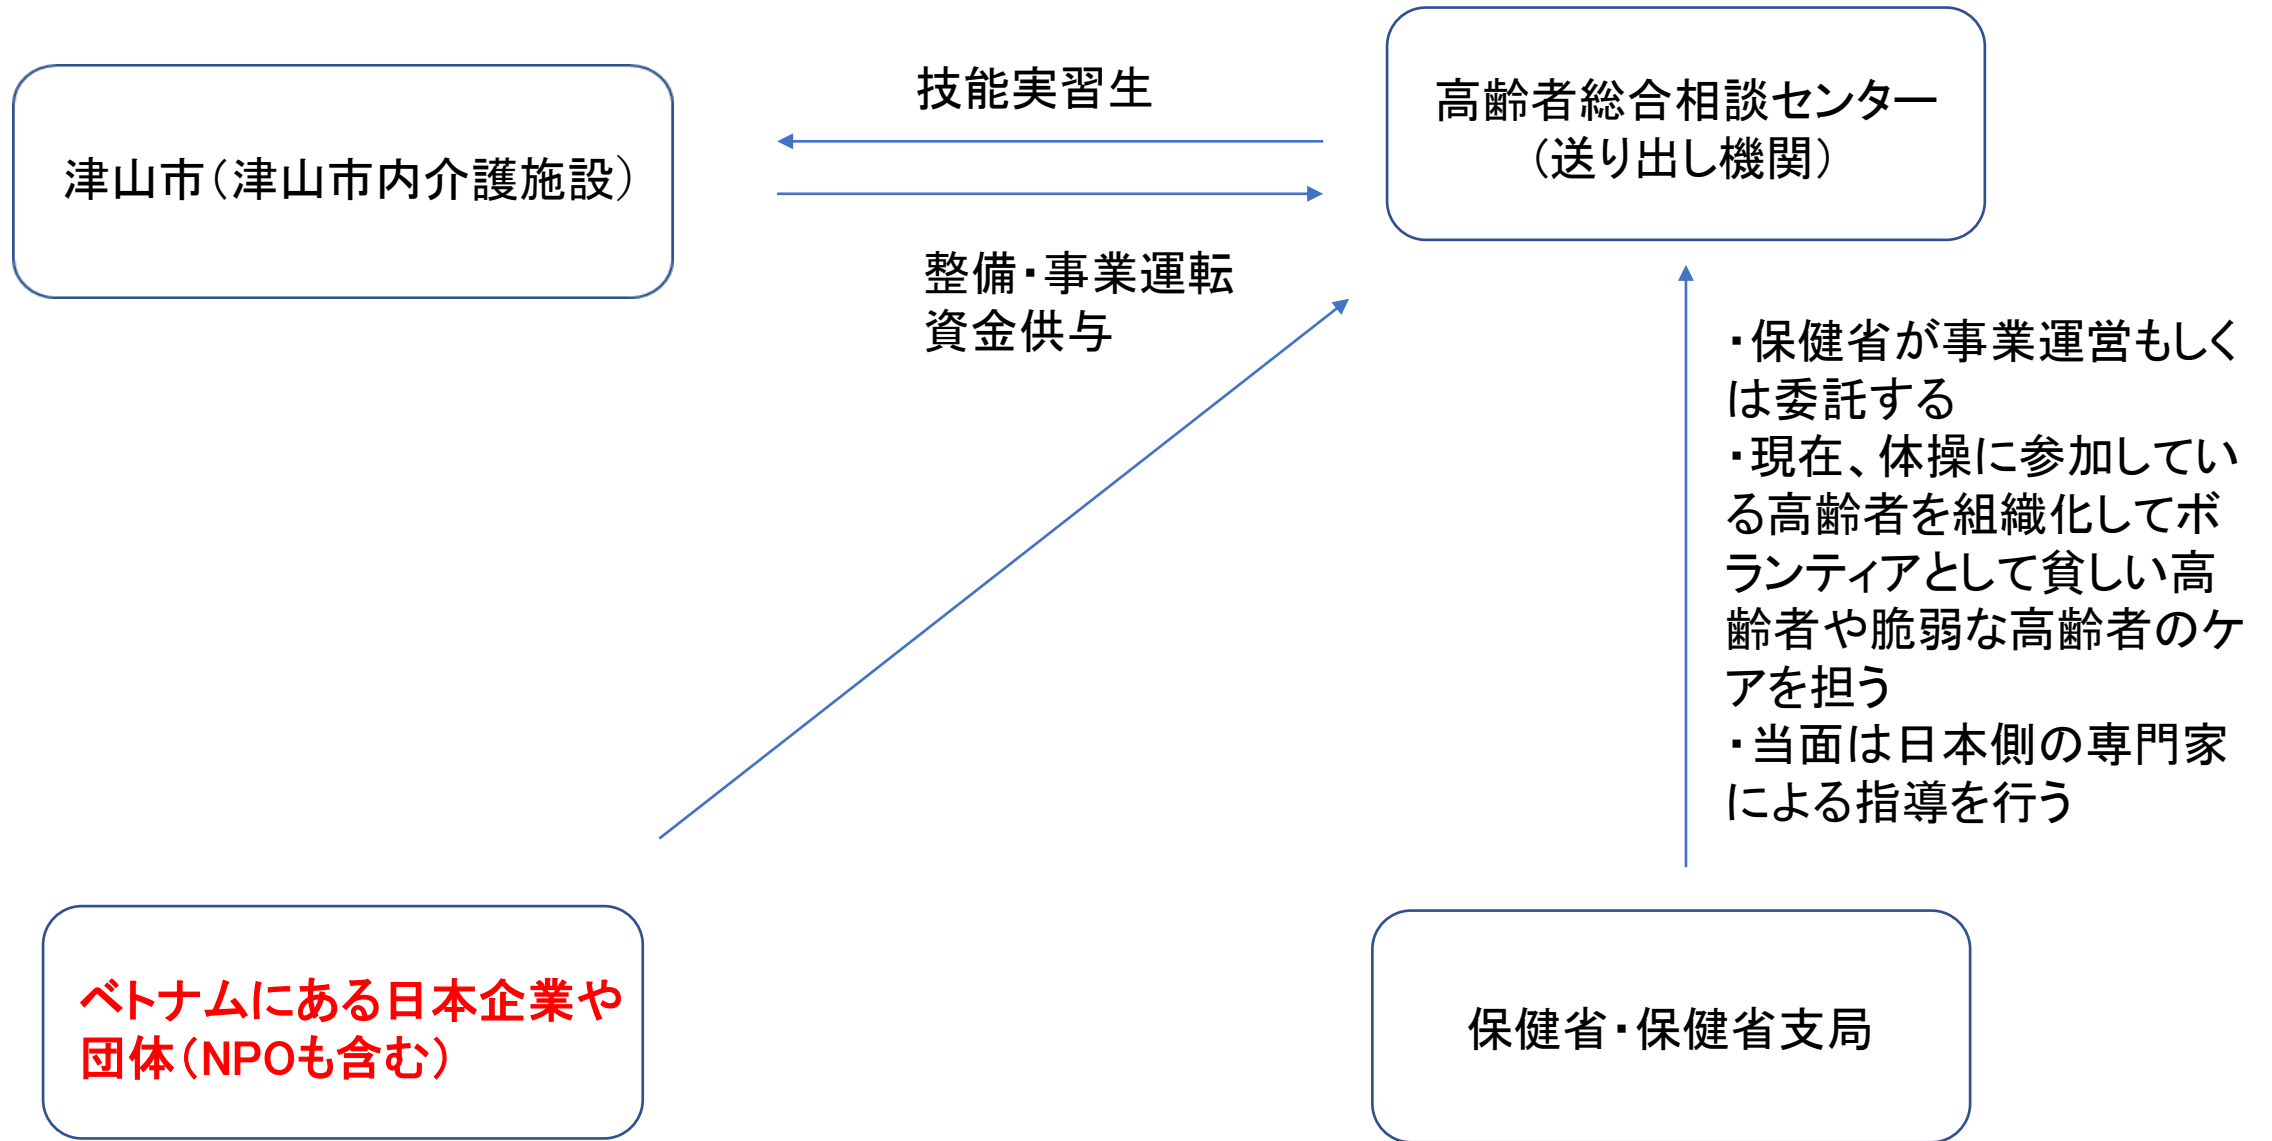 技能実習生
高齢者総合相談センター
（送り出し機関）
津山市（津山市内介護施設）
整備・事業運転
資金供与
・保健省が事業運営もしく
は委託する
・現在、体操に参加してい
る高齢者を組織化してボ
ランティアとして貧しい高
齢者や脆弱な高齢者のケ
アを担う
・当面は日本側の専門家
による指導を行う
ベトナムにある日本企業や
団体（NPOも含む）
保健省・保健省支局